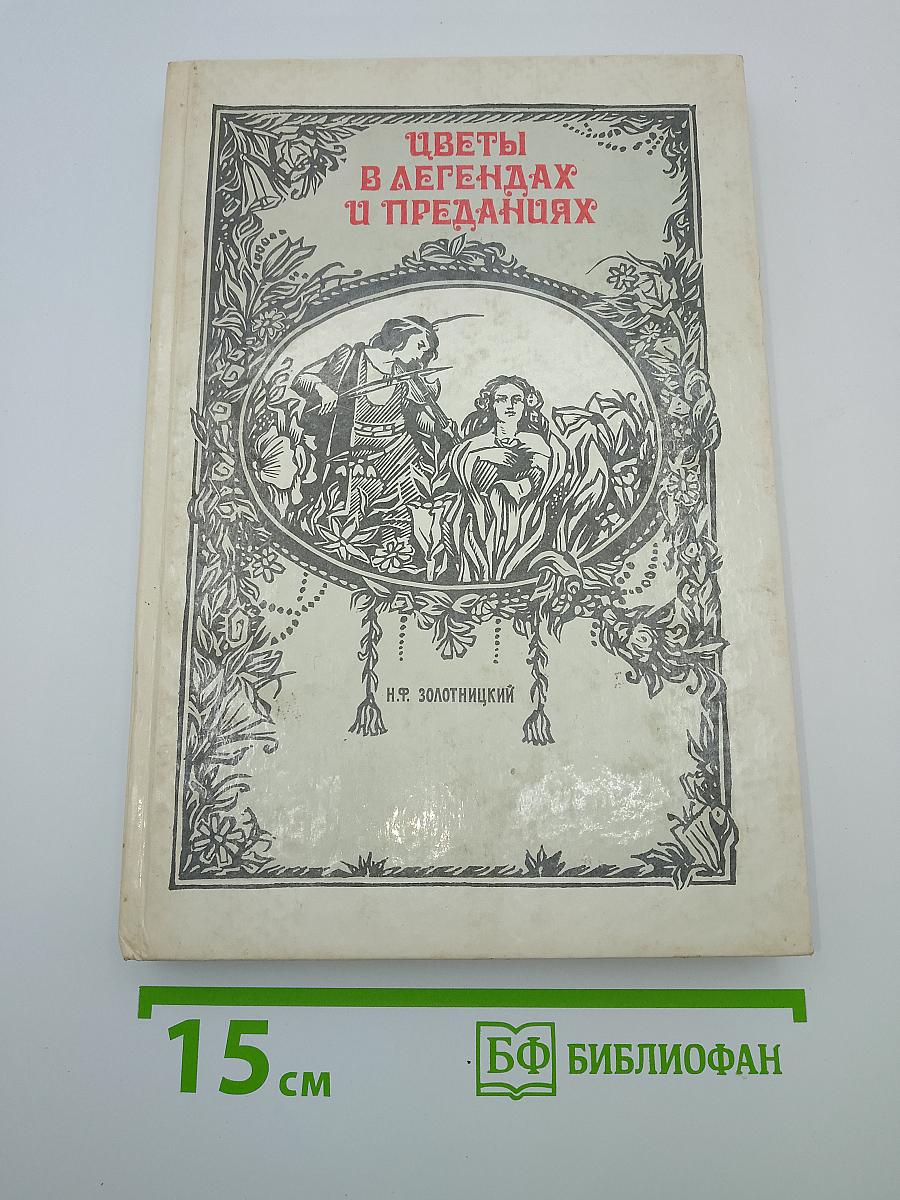 ЦВЕТЫ
В ЛЕГЕНДАХ
И ПРЕДАНИЯХ
Н.Ф. ЗОЛОТНИЦКИЙ
15 см
БФ БИБЛИОФАН